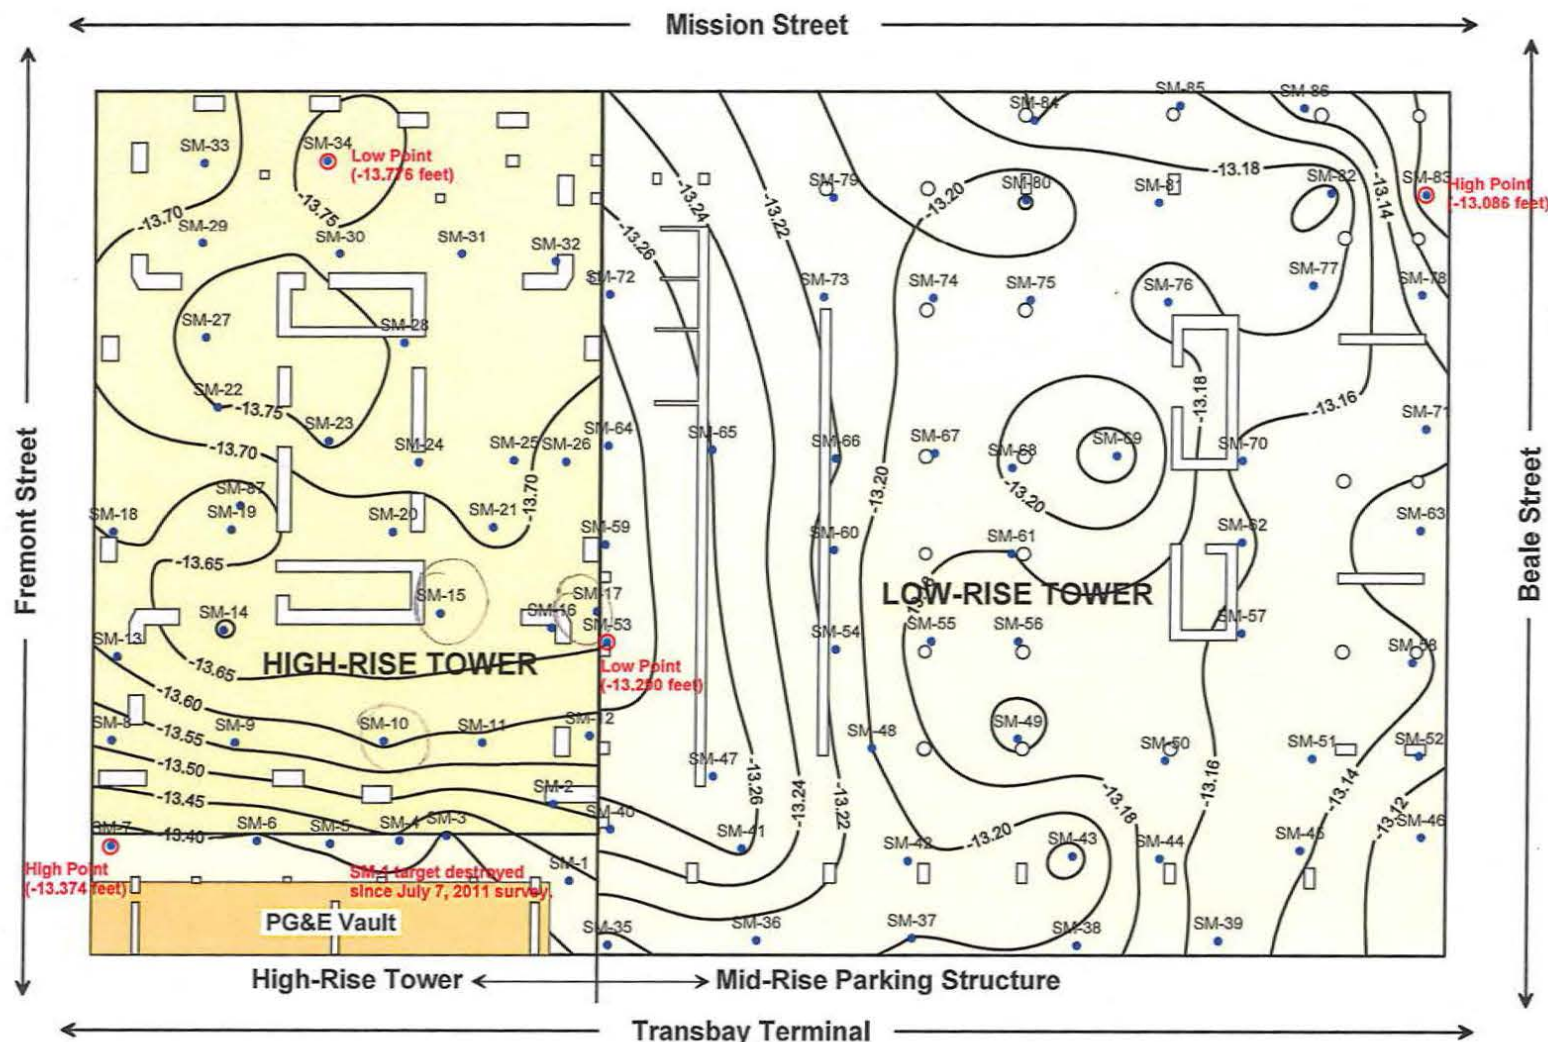 Mission Street
SM-85
SM-86
SM-84
SM-33
SM-34
Low Point
(-13.776 feet)
-13.18
SM-79
SM-80
SM-81
SM-82
SM-83
High Point
(-13.086 feet)
-13.14
-13.24
-13.22
-13.20
-13.75
-13.70
SM-29
SM-30
SM-31
SM-32
-13.26
SM-72
SM-73
SM-74
SM-75
SM-76
SM-77
SM-78
SM-27
SM-28
SM-22
-13.75
SM-23
-13.18
-13.16
SM-71
-13.70
SM-24
SM-25
SM-26
SM-64
SM-65
SM-66
SM-67
SM-68
SM-69
SM-70
Fremont Street
Beale Street
-13.70
-13.20
-13.20
SM-87
SM-18
SM-19
SM-20
SM-21
SM-59
SM-60
SM-61
SM-62
SM-63
-13.65
LOW-RISE TOWER
SM-14
SM-15
SM-16
SM-17
SM-53
SM-54
SM-55
SM-56
SM-57
SM-58
SM-13
-13.65
HIGH-RISE TOWER
Low Point
(-13.290 feet)
-13.60
SM-8
SM-9
SM-10
SM-11
SM-12
SM-48
SM-49
SM-50
SM-51
SM-52
-13.55
-13.50
-13.45
-13.40
SM-2
SM-47
-13.26
-13.24
-13.22
-13.18
-13.16
-13.14
-13.12
SM-7
SM-6
SM-5
SM-4
SM-3
SM-40
SM-41
-13.20
SM-42
SM-43
SM-44
SM-45
SM-46
High Point
(-13.374 feet)
SM-1 target destroyed
since July 7, 2011 survey.
SM-1
PG&E Vault
SM-35
SM-36
SM-37
SM-38
SM-39
High-Rise Tower
Mid-Rise Parking Structure
Transbay Terminal